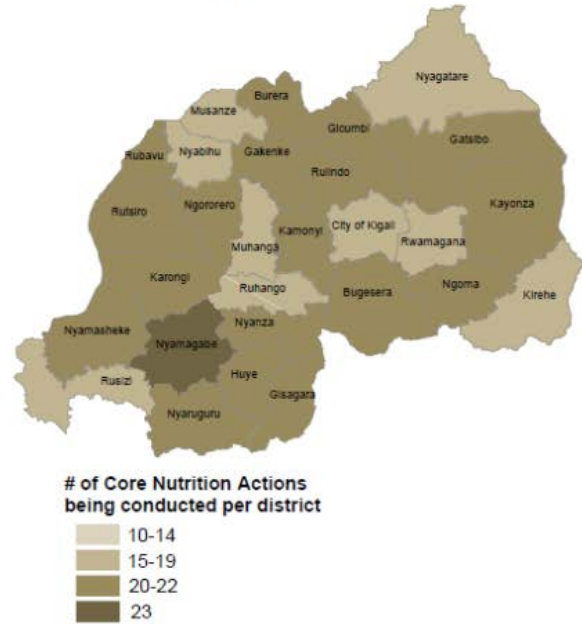 Nyagatare
Burera
Musanze
Gicumbi
Gatsibo
Rubavu
Nyabihu
Gakenke
Rulindo
Rutsiro
Ngororero
Kayonza
Kamonyi
City of Kigali
Rwamagana
Muhanga
Karongi
Ruhango
Bugesera
Ngoma
Kirehe
Nyamasheke
Nyanza
Nyamagabe
Rusizi
Huye
Gisagara
Nyaruguru
# of Core Nutrition Actions
being conducted per district
10-14
15-19
20-22
23